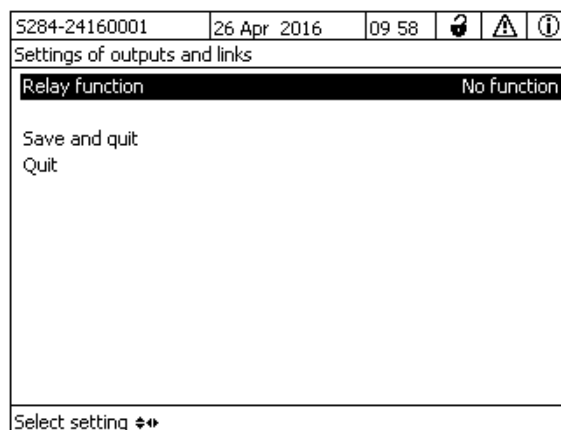 S284-24160001 26 Apr 2016 09 58
Settings of outputs and links
Relay function No function
Save and quit
Quit
Select setting